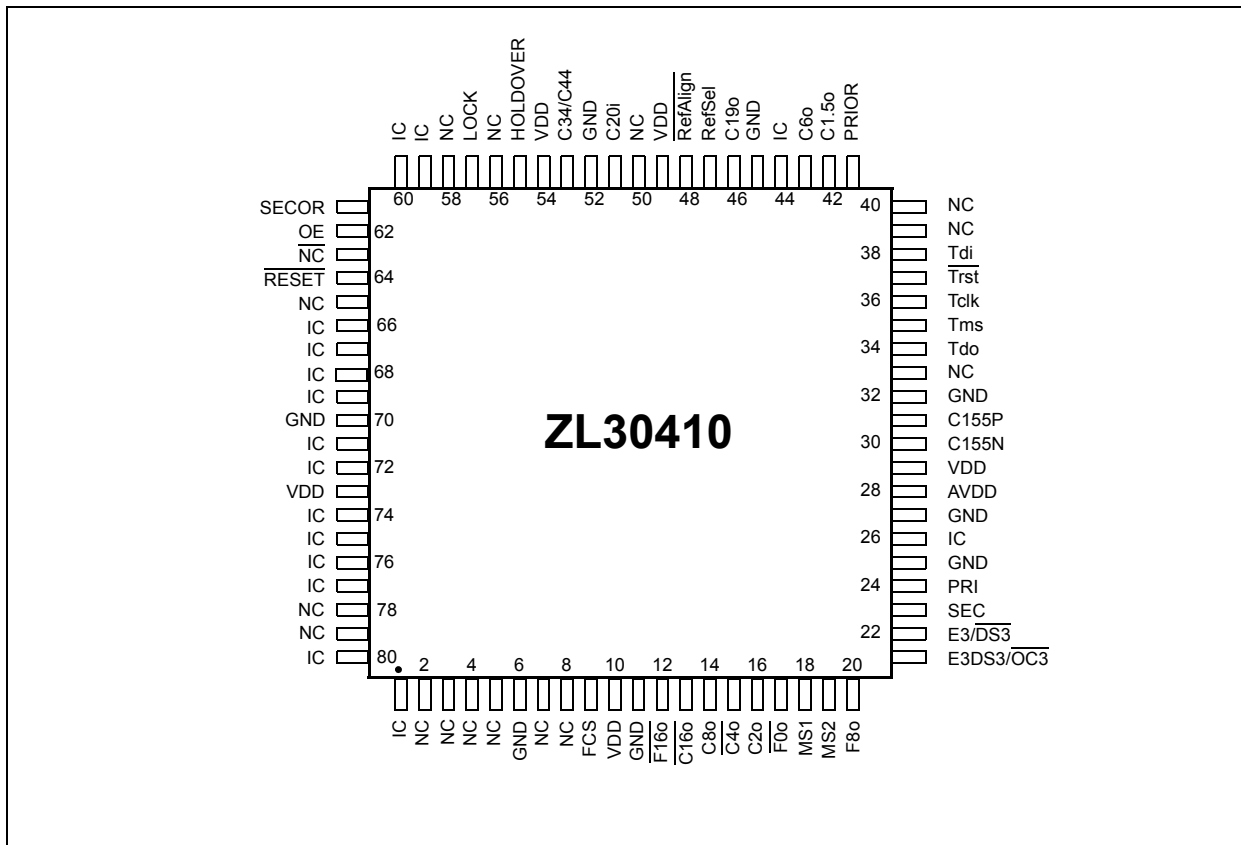 IC
IC
NC
LOCK
NC
HOLDOVER
VDD
C34/C44
GND
C20i
NC
VDD
RefAlign
RefSel
C19o
GND
IC
C6o
C1.5o
PRIOR
60
58
56
54
52
50
48
46
44
42
SECOR
OE
NC
RESET
NC
IC
IC
IC
IC
GND
IC
IC
VDD
IC
IC
IC
IC
NC
NC
IC
62
64
66
68
70
72
74
76
78
80
ZL30410
40
38
36
34
32
30
28
26
24
22
NC
NC
Tdi
Trst
Tclk
Tms
Tdo
NC
GND
C155P
C155N
VDD
AVDD
GND
IC
GND
PRI
SEC
E3/DS3
E3DS3/OC3
2
4
6
8
10
12
14
16
18
20
IC
NC
NC
NC
NC
GND
NC
NC
FCS
VDD
GND
F16o
C16o
C8o
C4o
C2o
F0o
MS1
MS2
F8o